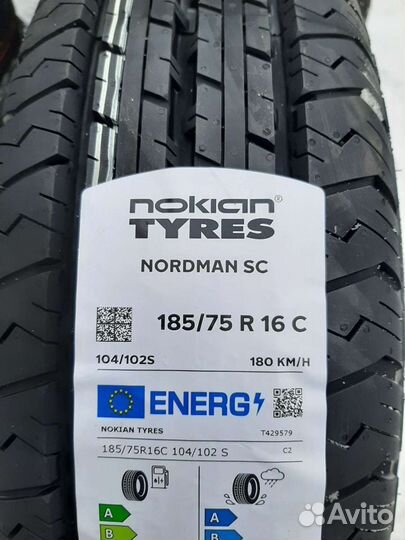 nokian®
TYRES
NORDMAN SC
185/75 R 16 C
104/102S
180 KM/H
ENERG
NOKIAN TYRES
T429579
185/75R16C 104/102 S
C2
A
B
A
B
Avito